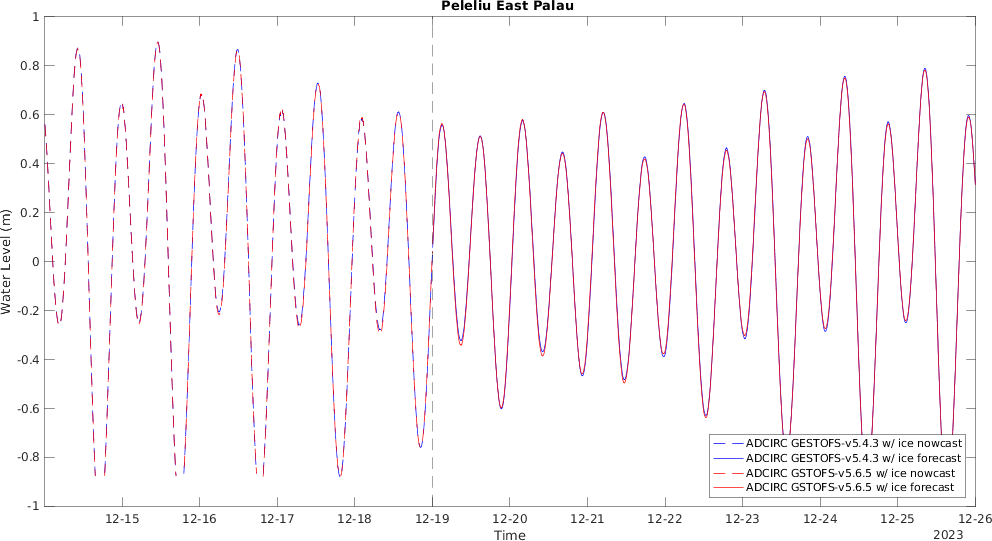 Peleliu East Palau
1
0.8
0.6
0.4
0.2
0
-0.2
-0.4
-0.6
-0.8
-1
Water Level (m)
ADCIRC GESTOFS-v5.4.3 w/ ice nowcast
ADCIRC GESTOFS-v5.4.3 w/ ice forecast
ADCIRC GSTOFS-v5.6.5 w/ ice nowcast
ADCIRC GSTOFS-v5.6.5 w/ ice forecast
12-15 12-16 12-17 12-18 12-19 12-20 12-21 12-22 12-23 12-24 12-25 12-26
Time
2023